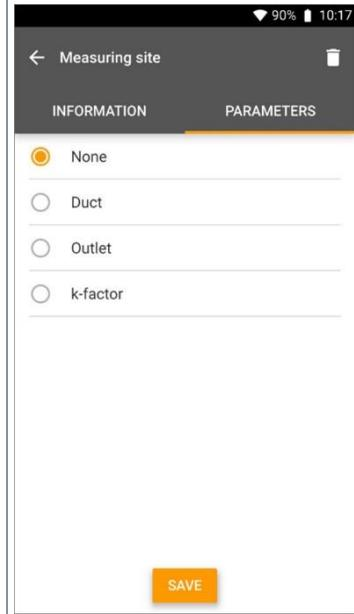 90% 10:17
Measuring site
INFORMATION PARAMETERS
None
Duct
Outlet
k-factor
SAVE